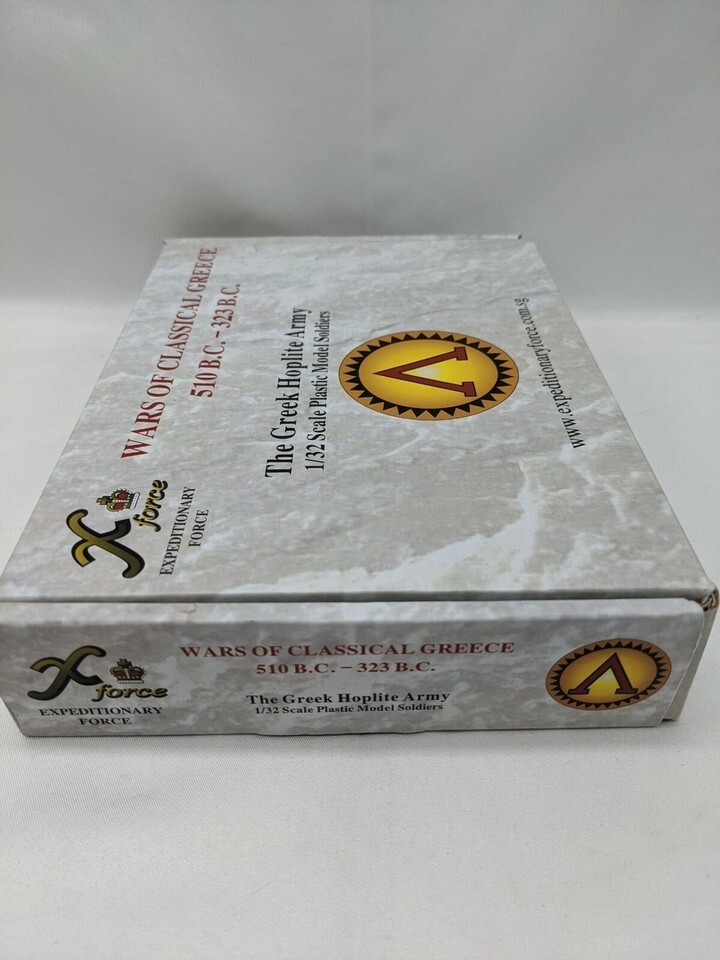 X force
EXPEDITIONARY
FORCE
WARS OF CLASSICAL GREECE
510 B.C. – 323 B.C.
The Greek Hoplite Army
1/32 Scale Plastic Model Soldiers
Λ
www.expeditionaryforce.com.sg
X force
EXPEDITIONARY
FORCE
WARS OF CLASSICAL GREECE
510 B.C. – 323 B.C.
The Greek Hoplite Army
1/32 Scale Plastic Model Soldiers
Λ